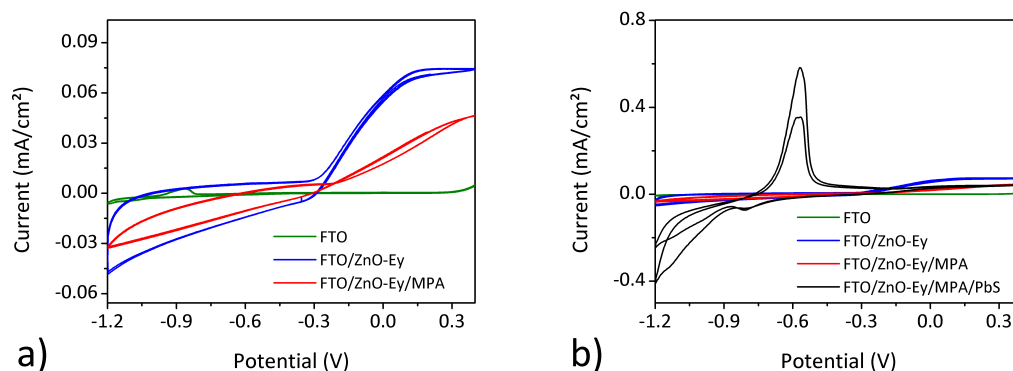 0.09
0.06
0.03
0.00
-0.03
-0.06
Current (mA/cm²)
FTO
FTO/ZnO-Ey
FTO/ZnO-Ey/MPA
-1.2 -0.9 -0.6 -0.3 0.0 0.3
Potential (V)
a)
0.8
0.4
0.0
-0.4
Current (mA/cm²)
FTO
FTO/ZnO-Ey
FTO/ZnO-Ey/MPA
FTO/ZnO-Ey/MPA/PbS
-1.2 -0.9 -0.6 -0.3 0.0 0.3
Potential (V)
b)